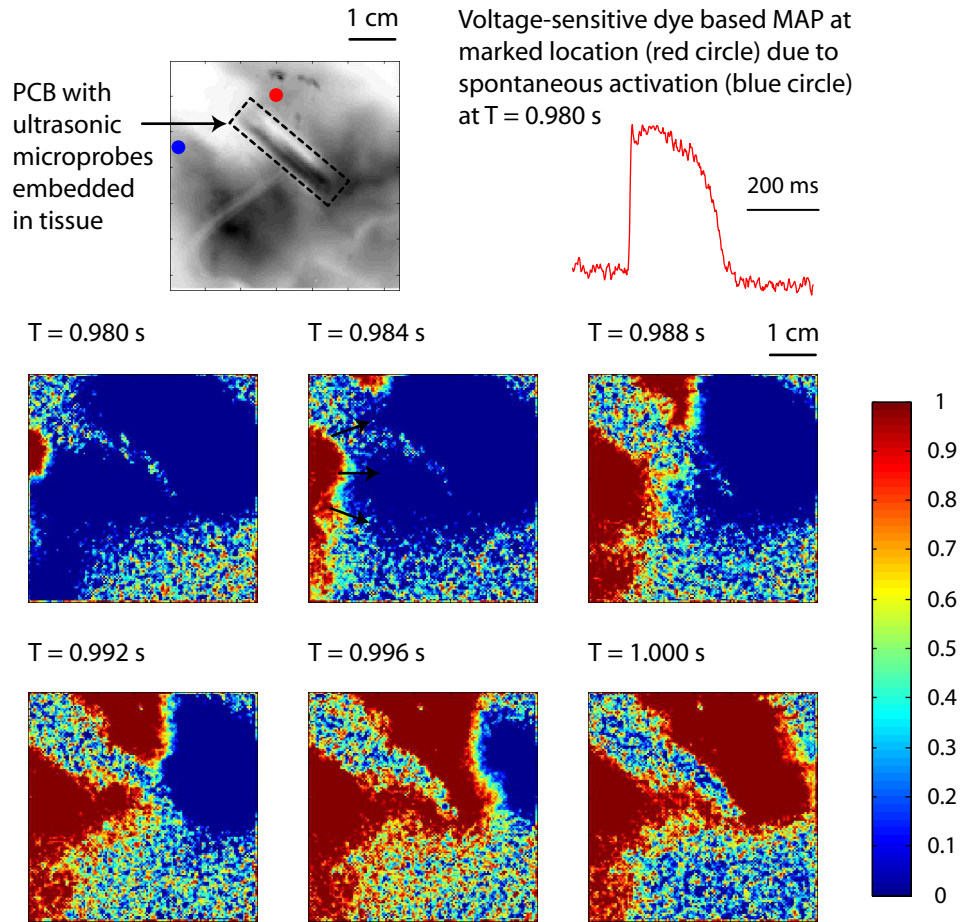 1 cm
Voltage-sensitive dye based MAP at
marked location (red circle) due to
spontaneous activation (blue circle)
at T = 0.980 s
PCB with
ultrasonic
microprobes
embedded
in tissue
200 ms
T = 0.980 s
T = 0.984 s
T = 0.988 s
1 cm
1
0.9
0.8
0.7
0.6
0.5
0.4
0.3
0.2
0.1
0
T = 0.992 s
T = 0.996 s
T = 1.000 s